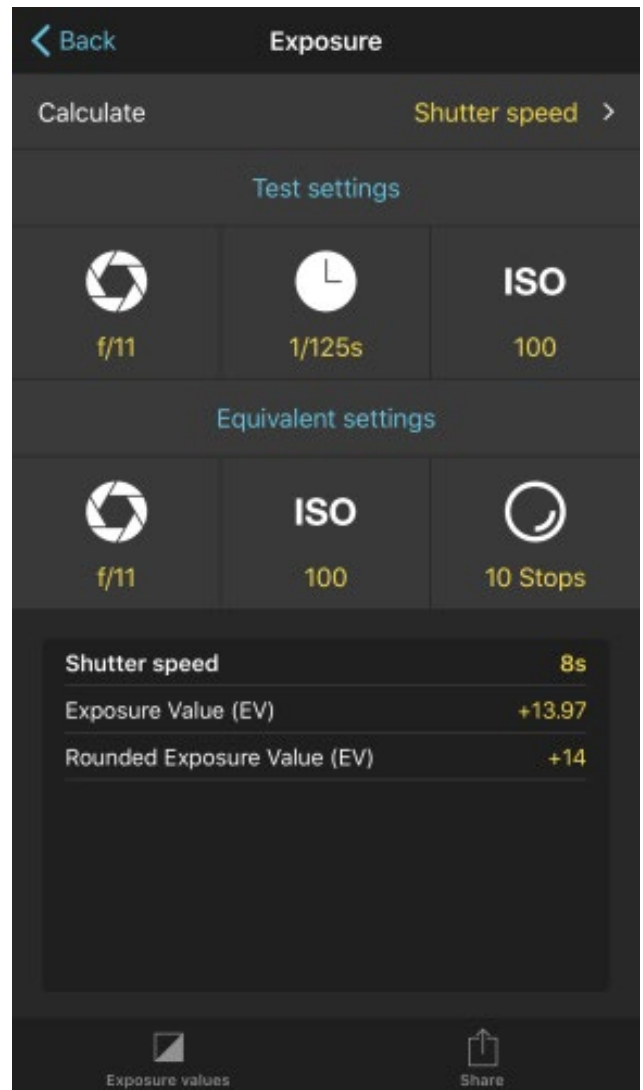 Back Exposure
Calculate Shutter speed
Test settings
ISO
f/11 1/125s 100
Equivalent settings
ISO
f/11 100 10 Stops
Shutter speed 8s
Exposure Value (EV) +13.97
Rounded Exposure Value (EV) +14
Exposure values Share